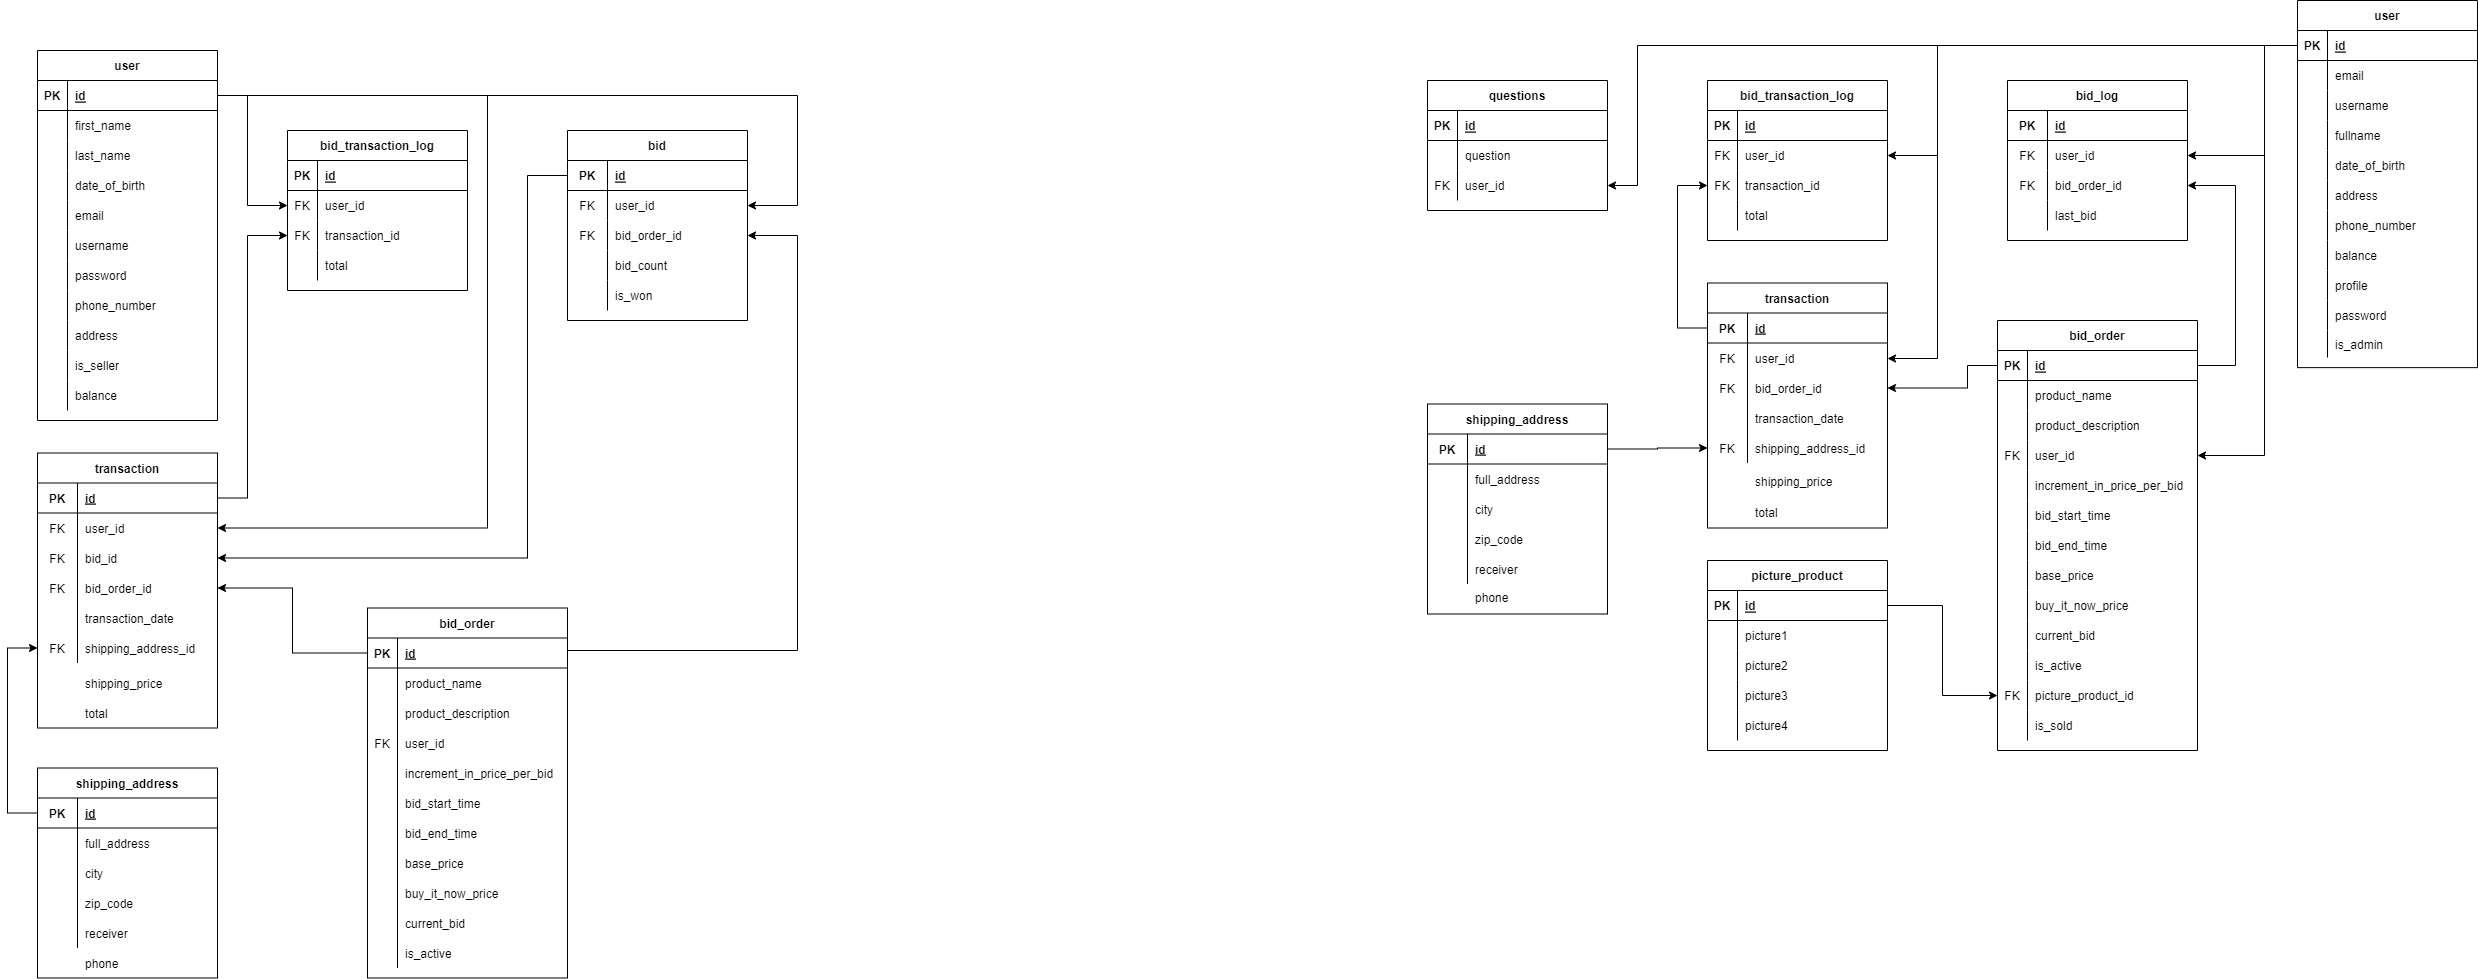 user
PK id
first_name
last_name
date_of_birth
email
username
password
phone_number
address
is_seller
balance
bid_transaction_log
PK id
FK user_id
FK transaction_id
total
bid
PK id
FK user_id
FK bid_order_id
bid_count
is_won
transaction
PK id
FK user_id
FK bid_id
FK bid_order_id
transaction_date
FK shipping_address_id
shipping_price
total
shipping_address
PK id
full_address
city
zip_code
receiver
phone
bid_order
PK id
product_name
product_description
FK user_id
increment_in_price_per_bid
bid_start_time
bid_end_time
base_price
buy_it_now_price
current_bid
is_active
questions
PK id
question
FK user_id
bid_transaction_log
PK id
FK user_id
FK transaction_id
total
bid_log
PK id
FK user_id
FK bid_order_id
last_bid
user
PK id
email
username
fullname
date_of_birth
address
phone_number
balance
profile
password
is_admin
transaction
PK id
FK user_id
FK bid_order_id
transaction_date
FK shipping_address_id
shipping_price
total
shipping_address
PK id
full_address
city
zip_code
receiver
phone
picture_product
PK id
picture1
picture2
picture3
picture4
bid_order
PK id
product_name
product_description
FK user_id
increment_in_price_per_bid
bid_start_time
bid_end_time
base_price
buy_it_now_price
current_bid
is_active
FK picture_product_id
is_sold